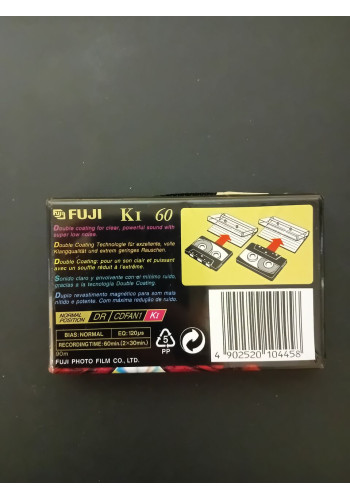 FUJI K1 60
Double coating for clear, powerful sound with
super low noise.
Double Coating Technologie für exzellente, volle
Klangqualität und extrem geringes Rauschen.
Double Coating: pour un son clair et puissant
avec un souffle réduit à l'extrême.
Sonido claro y envolvente con el mínimo ruido,
gracias a la tecnología Double Coating.
Duplo revestimento magnético para som mais
nítido e potente. Com máxima redução de ruído.
NORMAL POSITION DR / CDFAN1 K1
BIAS: NORMAL EQ: 120µs
RECORDING TIME: 60min. (2×30min.)
90m
FUJI PHOTO FILM CO., LTD.
5
PP
4 902520 104458